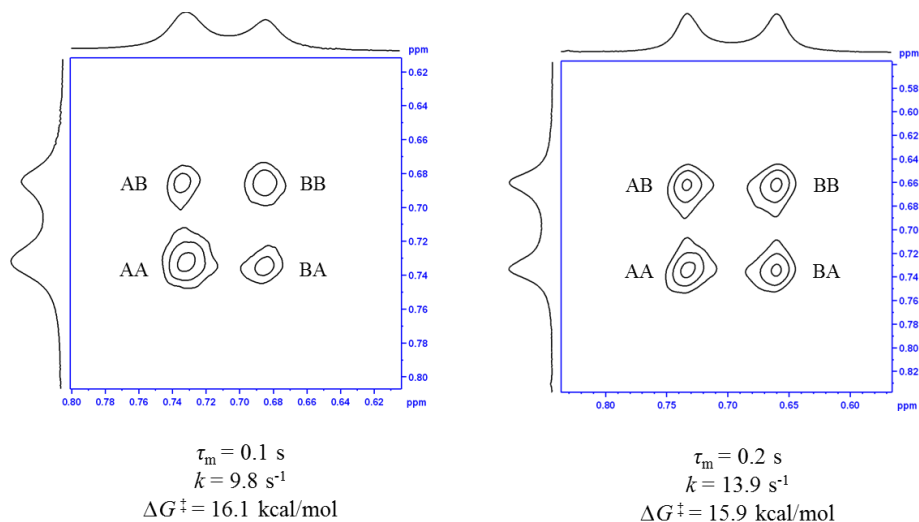 ppm
ppm
0.62
0.64
0.66
0.68
0.70
0.72
0.74
0.76
0.78
0.80
AB
BB
AA
BA
0.80 0.78 0.76 0.74 0.72 0.70 0.68 0.66 0.64 0.62 ppm
τm = 0.1 s
k = 9.8 s-1
ΔG‡ = 16.1 kcal/mol
ppm
0.58
0.60
0.62
0.64
0.66
0.68
0.70
0.72
0.74
0.76
0.78
0.80
0.82
AB
BB
AA
BA
0.80 0.75 0.70 0.65 0.60 ppm
τm = 0.2 s
k = 13.9 s-1
ΔG‡ = 15.9 kcal/mol